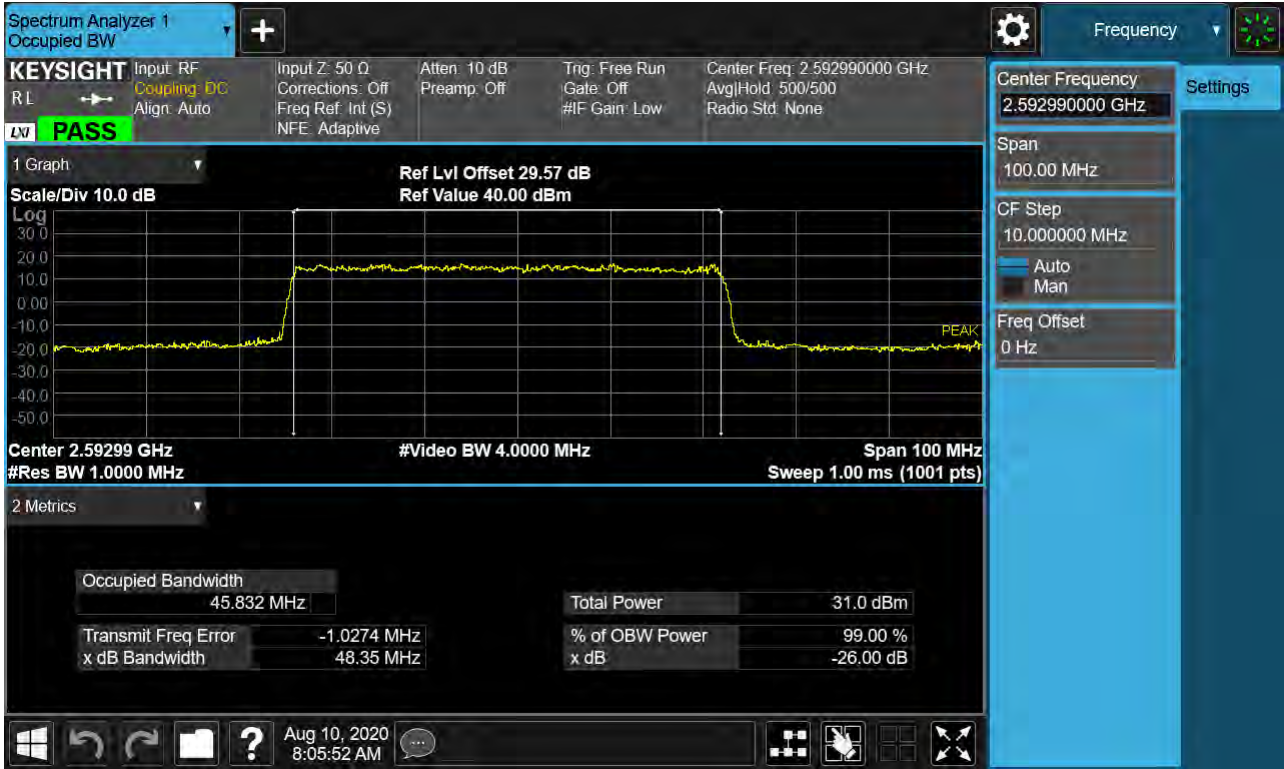 Spectrum Analyzer 1
Occupied BW
Frequency
KEYSIGHT
R L
LXI
PASS
Input: RF
Coupling: DC
Align: Auto
Input Z: 50 Ω
Corrections: Off
Freq Ref: Int (S)
NFE: Adaptive
Atten: 10 dB
Preamp: Off
Trig: Free Run
Gate: Off
#IF Gain: Low
Center Freq: 2.592990000 GHz
Avg|Hold: 500/500
Radio Std: None
1 Graph
Scale/Div 10.0 dB
Ref Lvl Offset 29.57 dB
Ref Value 40.00 dBm
Log
30.0
20.0
10.0
0.00
-10.0
-20.0
-30.0
-40.0
-50.0
PEAK
Center 2.59299 GHz
#Video BW 4.0000 MHz
Span 100 MHz
#Res BW 1.0000 MHz
Sweep 1.00 ms (1001 pts)
2 Metrics
Occupied Bandwidth
45.832 MHz
Transmit Freq Error -1.0274 MHz
x dB Bandwidth 48.35 MHz
Total Power 31.0 dBm
% of OBW Power 99.00 %
x dB -26.00 dB
?
Aug 10, 2020
8:05:52 AM
Center Frequency
2.592990000 GHz
Span
100.00 MHz
CF Step
10.000000 MHz
Auto
Man
Freq Offset
0 Hz
Settings